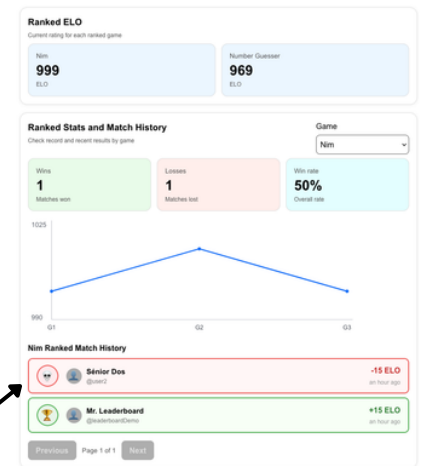 Ranked ELO
Current rating for each ranked game
Nim
999
ELO
Number Guesser
969
ELO
Ranked Stats and Match History
Check record and recent results by game
Game
Nim
Wins
1
Matches won
Losses
1
Matches lost
Win rate
50%
Overall rate
1025
990
G1
G2
G3
Nim Ranked Match History
Sénior Dos
@user2
-15 ELO
an hour ago
Mr. Leaderboard
@leaderboardDemo
+15 ELO
an hour ago
Previous
Page 1 of 1
Next